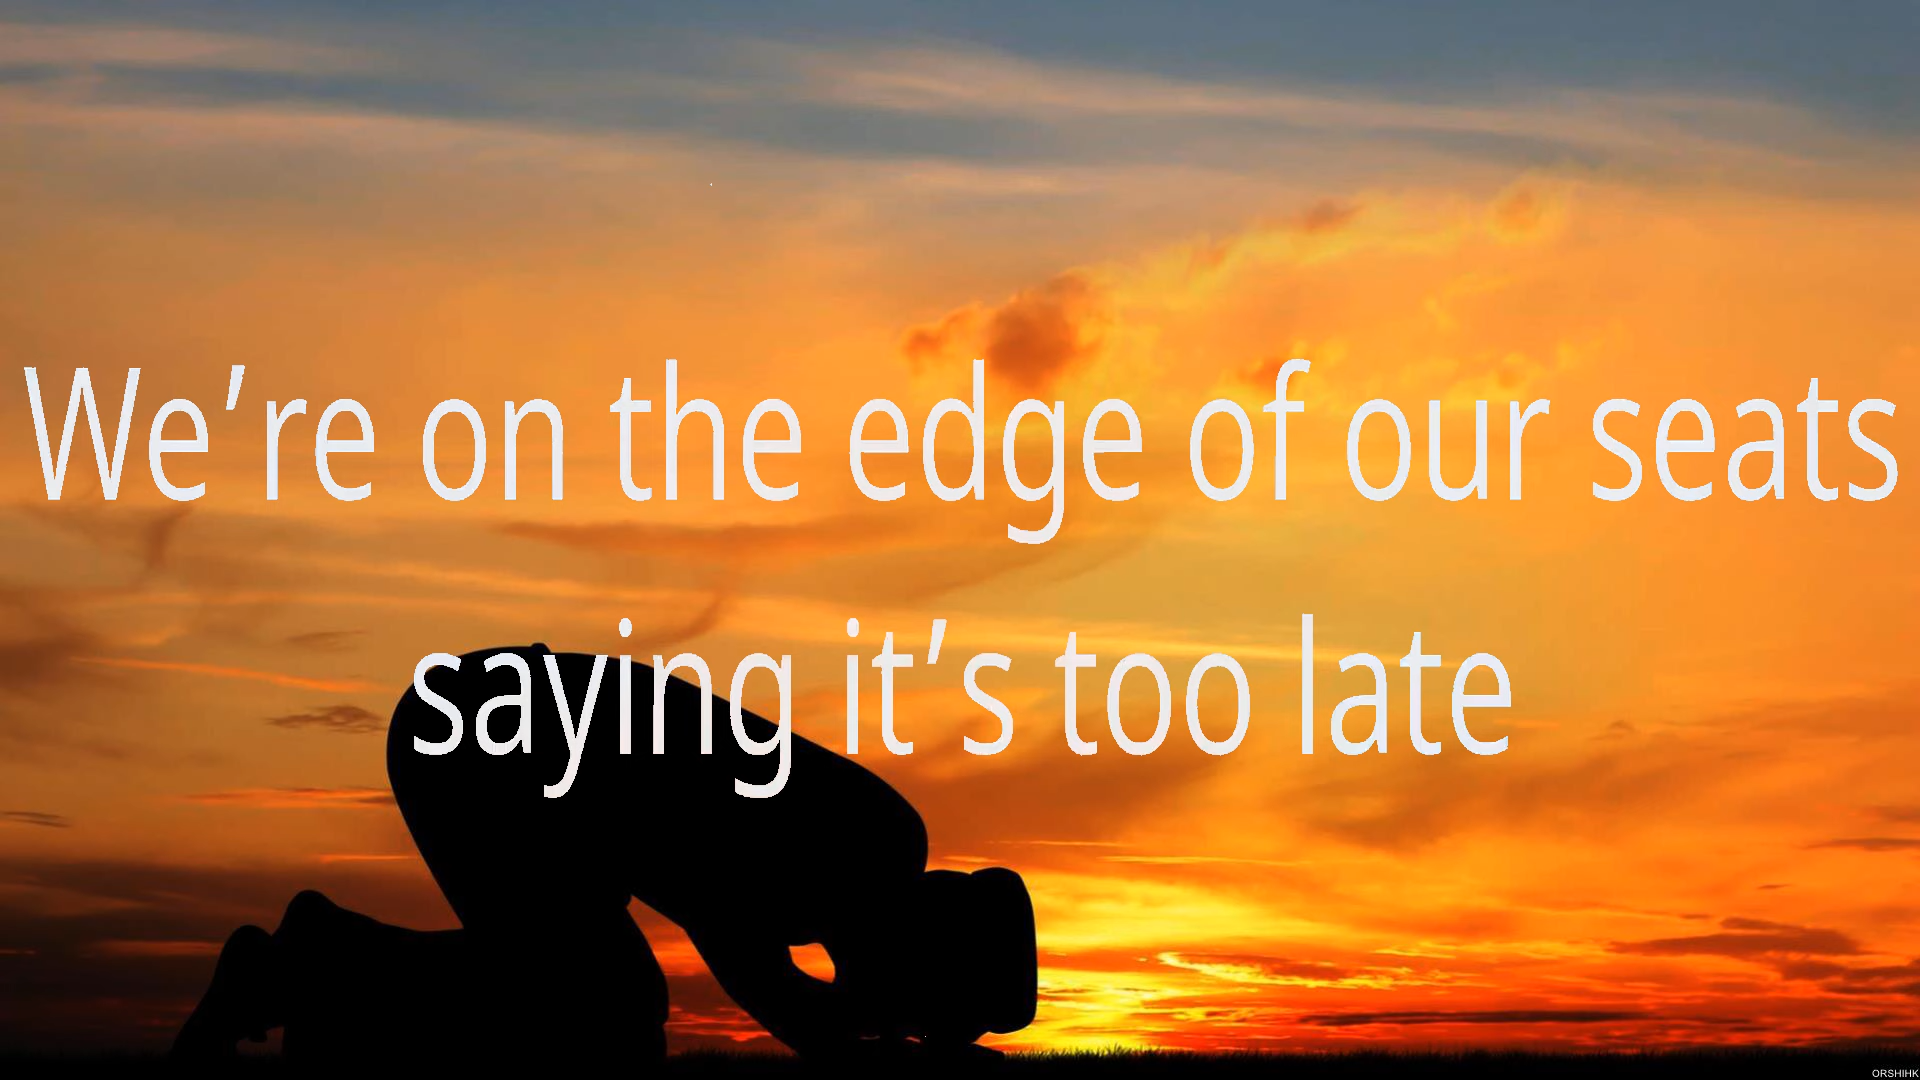 We’re on the edge of our seats
saying it’s too late
ORSHIHK